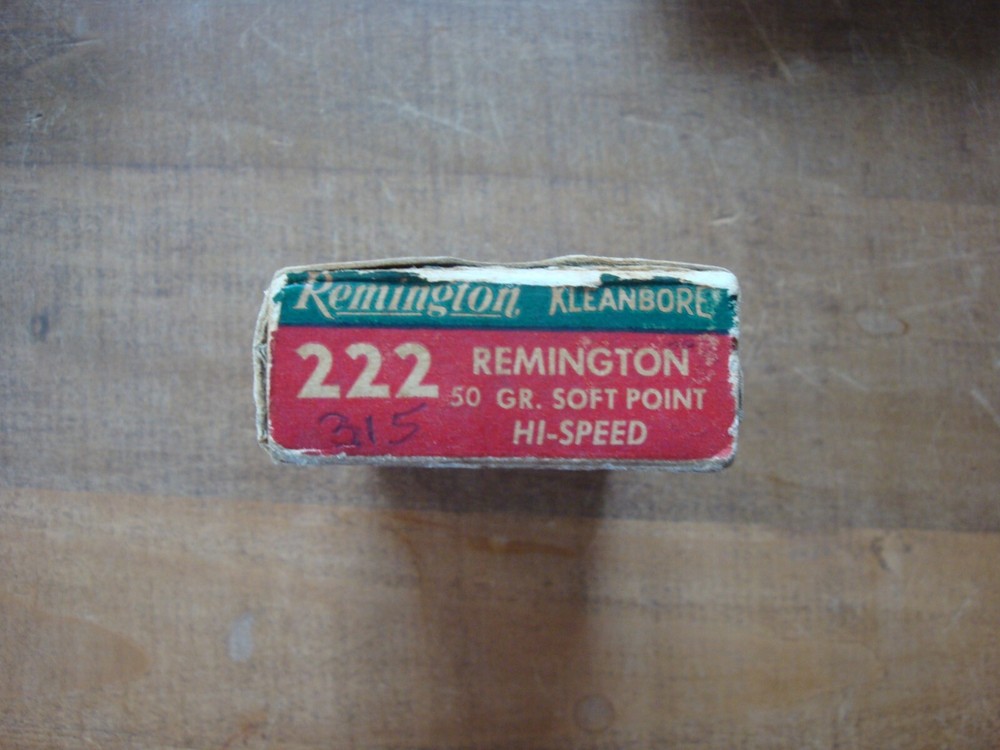 Remington KLEANBORE
222 REMINGTON
50 GR. SOFT POINT
315 HI-SPEED